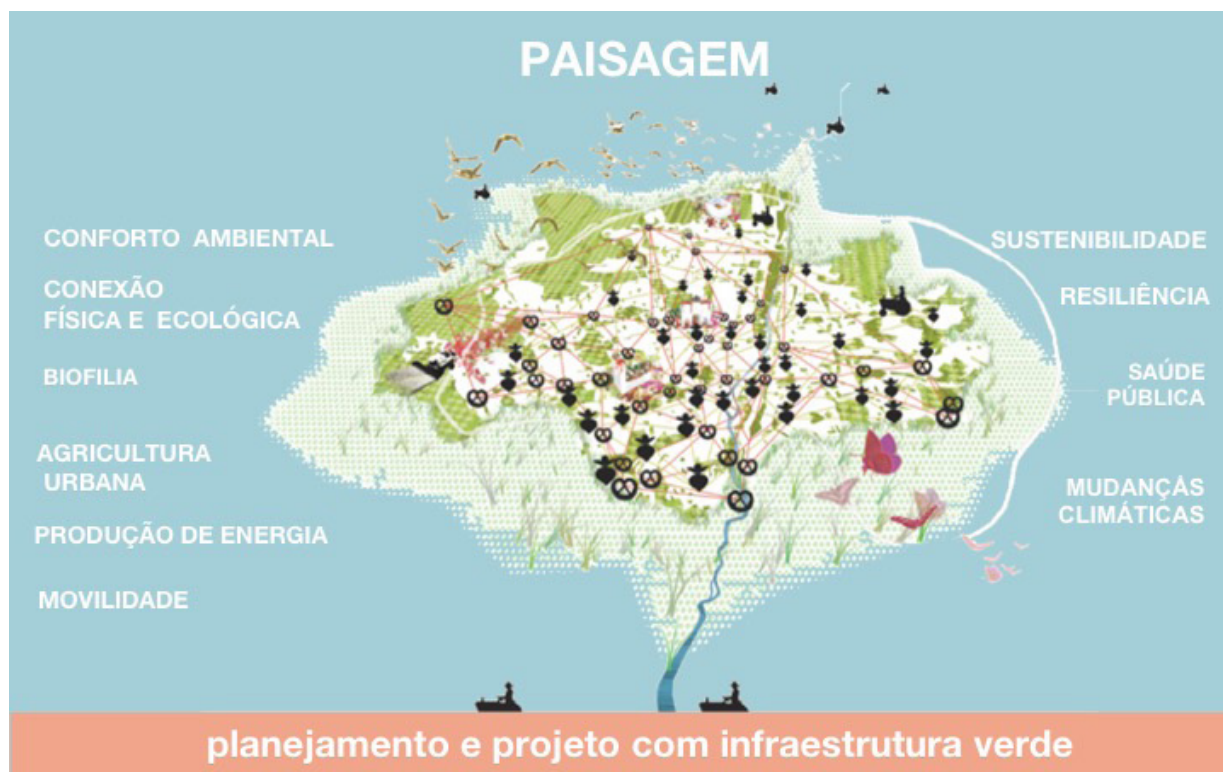 PAISAGEM
CONFORTO AMBIENTAL
CONEXÃO
FÍSICA E ECOLÓGICA
BIOFILIA
AGRICULTURA
URBANA
PRODUÇÃO DE ENERGIA
MOVILIDADE
SUSTENIBILIDADE
RESILIÊNCIA
SAÚDE
PÚBLICA
MUDANÇÀS
CLIMÁTICAS
planejamento e projeto com infraestrutura verde